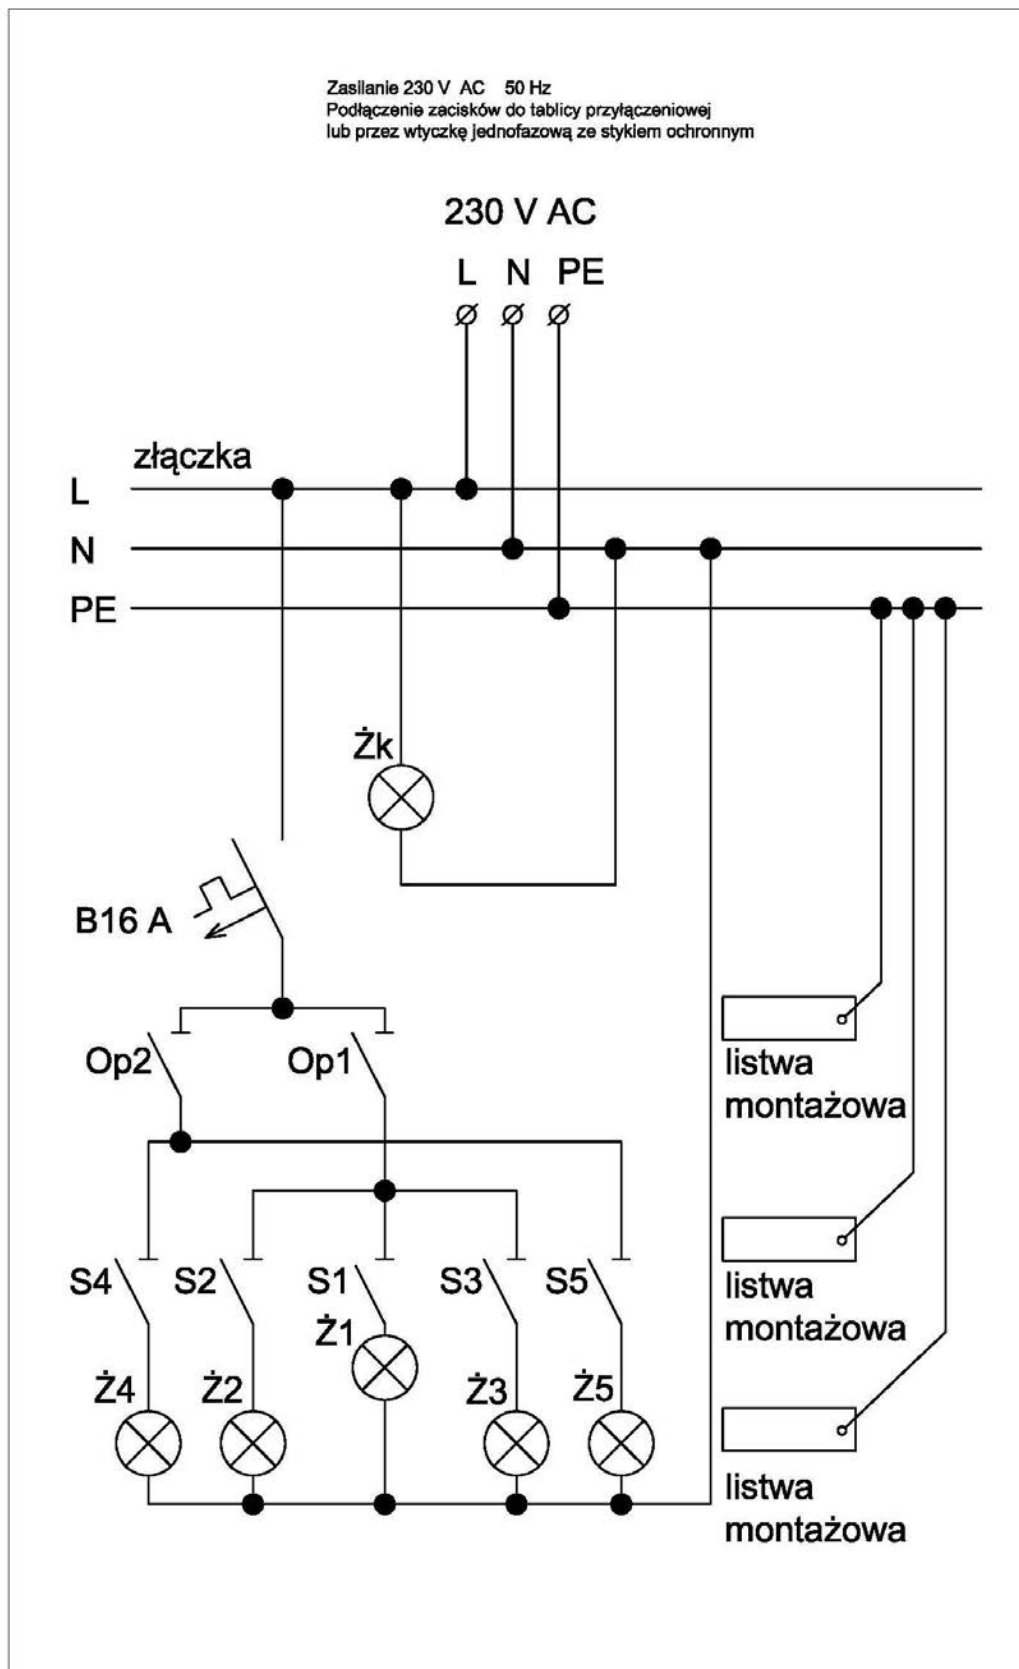 Zasilanie 230 V AC 50 Hz
Podłączenie zacisków do tablicy przyłączeniowej
lub przez wtyczkę jednofazową ze stykiem ochronnym
230 V AC
L N PE
złączka
L
N
PE
Żk
B16 A
Op2 Op1
listwa
montażowa
S4 S2 S1 S3 S5
listwa
montażowa
Ż1
Ż4 Ż2 Ż3 Ż5
listwa
montażowa